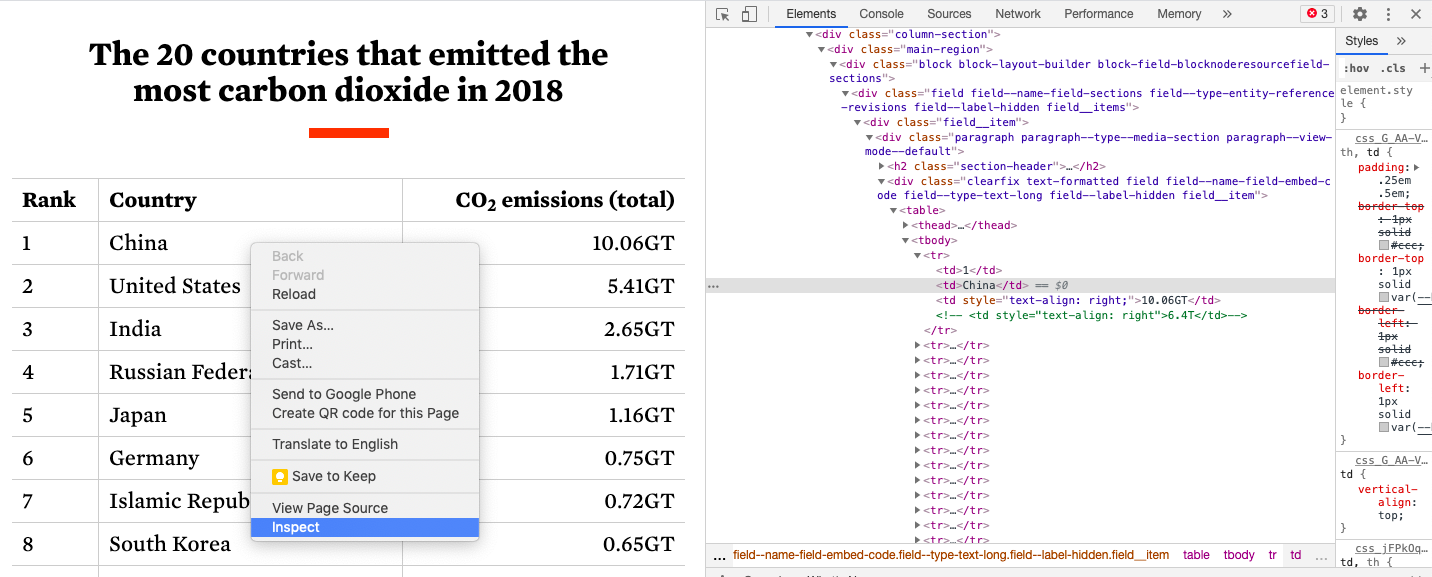 The 20 countries that emitted the
most carbon dioxide in 2018
Rank Country CO2 emissions (total)
1 China 10.06GT
2 United States 5.41GT
3 India 2.65GT
4 Russian Federa 1.71GT
5 Japan 1.16GT
6 Germany 0.75GT
7 Islamic Repub 0.72GT
8 South Korea 0.65GT
Back
Forward
Reload
Save As...
Print...
Cast...
Send to Google Phone
Create QR code for this Page
Translate to English
Save to Keep
View Page Source
Inspect
Elements Console Sources Network Performance Memory » 3
▼<div class="column-section">
▼<div class="main-region">
▼<div class="block block-layout-builder block-field-blocknoderesourcefield-
sections">
▼<div class="field field--name-field-sections field--type-entity-reference
-revisions field--label-hidden field__items">
▼<div class="field__item">
▼<div class="paragraph paragraph--type--media-section paragraph--view-
mode--default">
▶<h2 class="section-header">…</h2>
▼<div class="clearfix text-formatted field field--name-field-embed-c
ode field--type-text-long field--label-hidden field__item">
▼<table>
▶<thead>…</thead>
▼<tbody>
▼<tr>
<td>1</td>
... <td>China</td> == $0
<td style="text-align: right;">10.06GT</td>
<!-- <td style="text-align: right">6.4T</td>-->
</tr>
▶<tr>…</tr>
▶<tr>…</tr>
▶<tr>…</tr>
▶<tr>…</tr>
▶<tr>…</tr>
▶<tr>…</tr>
▶<tr>…</tr>
▶<tr>…</tr>
▶<tr>…</tr>
▶<tr>…</tr>
▶<tr>…</tr>
▶<tr>…</tr>
▶<tr>…</tr>
▶<tr>…</tr>
... field--name-field-embed-code.field--type-text-long.field--label-hidden.field__item table tbody tr td ...
Styles »
:hov .cls +
element.sty
le {
}
css_G_AA-V…
th, td {
padding:▶
.25em
.5em;
border-top
: 1px
solid
#ccc;
border-top
: 1px
solid
var(--
border-
left:
1px
solid
#ccc;
border-
left:
1px
solid
var(--
}
css_G_AA-V…
td {
vertical-
align:
top;
}
css_jFPkOq…
td, th {